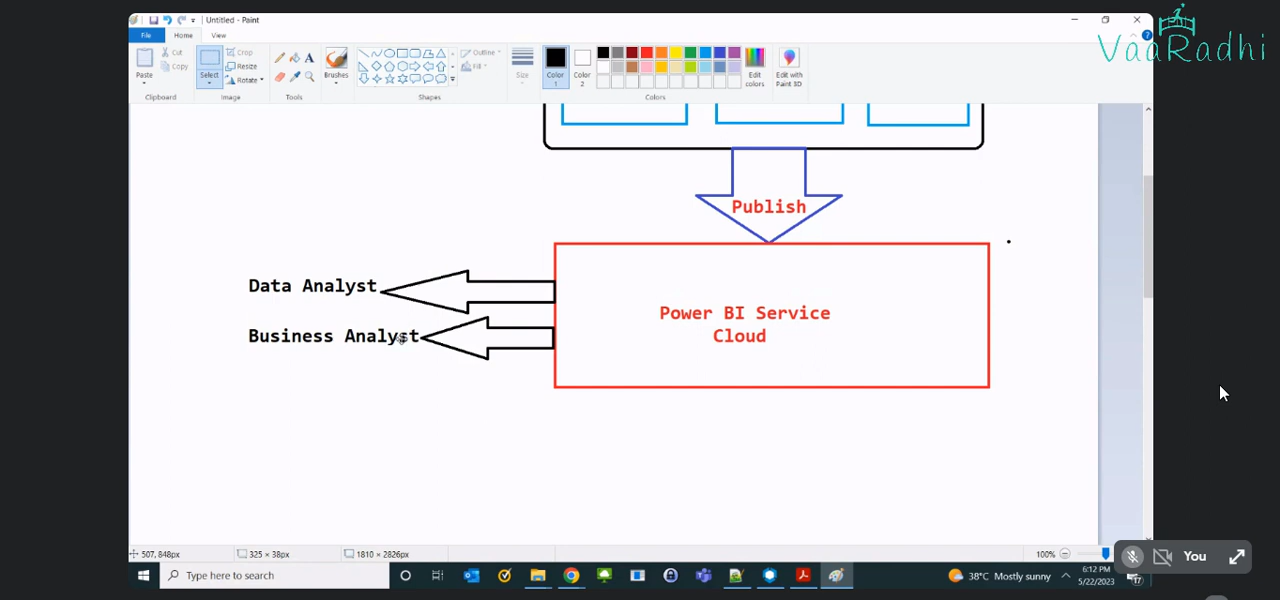 Untitled - Paint
VaaRadhi
File
Home
View
Paste
Cut
Copy
Clipboard
Select
Crop
Resize
Rotate
Image
Tools
Brushes
Shapes
Outline
Fill
Size
Color
1
Color
2
Edit
colors
Edit with
Paint 3D
Colors
Publish
Data Analyst
Business Analyst
Power BI Service
Cloud
507, 848px
325 × 38px
1810 × 2826px
100%
You
Type here to search
38°C Mostly sunny
6:12 PM
5/22/2023
17